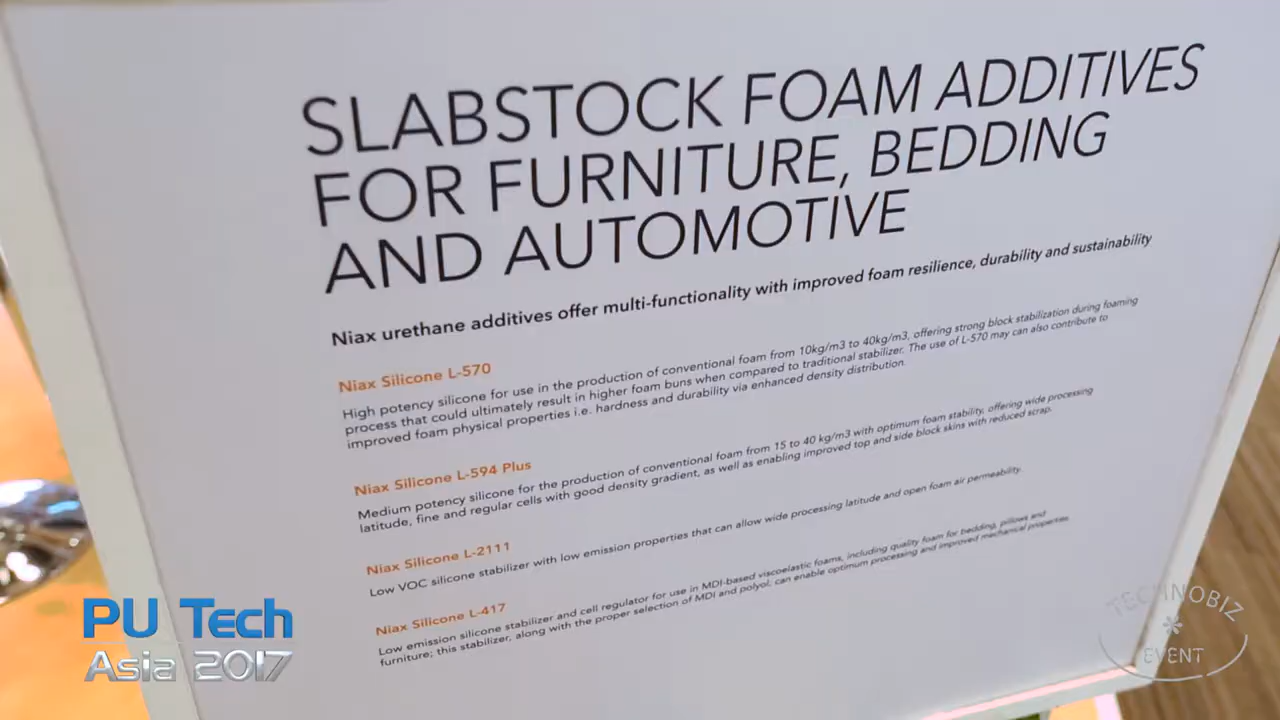 SLABSTOCK FOAM ADDITIVES
FOR FURNITURE, BEDDING
AND AUTOMOTIVE
Niax urethane additives offer multi-functionality with improved foam resilience, durability and sustainability
Niax Silicone L-570
High potency silicone for use in the production of conventional foam from 10kg/m3 to 40kg/m3, offering strong block stabilization during foaming
process that could ultimately result in higher foam buns when compared to traditional stabilizer. The use of L-570 may can also contribute to
improved foam physical properties i.e. hardness and durability via enhanced density distribution.
Niax Silicone L-594 Plus
Medium potency silicone for the production of conventional foam from 15 to 40 kg/m3 with optimum foam stability, offering wide processing
latitude, fine and regular cells with good density gradient, as well as enabling improved top and side block skins with reduced scrap.
Niax Silicone L-2111
Low VOC silicone stabilizer with low emission properties that can allow wide processing latitude and open foam air permeability.
Niax Silicone L-417
Low emission silicone stabilizer and cell regulator for use in MDI-based viscoelastic foams, including quality foam for bedding, pillows and
furniture; this stabilizer, along with the proper selection of MDI and polyol, can enable optimum processing and improved mechanical properties.
PU Tech
Asia 2017
TECHNOBIZ
EVENT